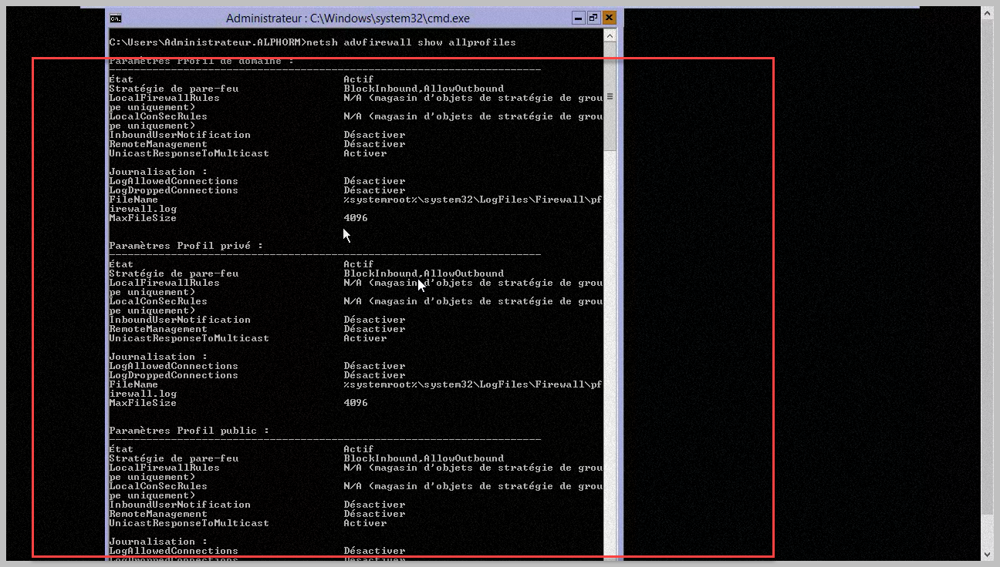 Administrateur : C:\Windows\system32\cmd.exe
C:\Users\Administrateur.ALPHORM>netsh advfirewall show allprofiles
Paramètres Profil de domaine :
----------------------------------------------------------------------
État Actif
Stratégie de pare-feu BlockInbound,AllowOutbound
LocalFirewallRules N/A (magasin d'objets de stratégie de grou
pe uniquement)
LocalConSecRules N/A (magasin d'objets de stratégie de grou
pe uniquement)
InboundUserNotification Désactiver
RemoteManagement Désactiver
UnicastResponseToMulticast Activer
Journalisation :
LogAllowedConnections Désactiver
LogDroppedConnections Désactiver
FileName %systemroot%\system32\LogFiles\Firewall\pf
irewall.log
MaxFileSize 4096
Paramètres Profil privé :
----------------------------------------------------------------------
État Actif
Stratégie de pare-feu BlockInbound,AllowOutbound
LocalFirewallRules N/A (magasin d'objets de stratégie de grou
pe uniquement)
LocalConSecRules N/A (magasin d'objets de stratégie de grou
pe uniquement)
InboundUserNotification Désactiver
RemoteManagement Désactiver
UnicastResponseToMulticast Activer
Journalisation :
LogAllowedConnections Désactiver
LogDroppedConnections Désactiver
FileName %systemroot%\system32\LogFiles\Firewall\pf
irewall.log
MaxFileSize 4096
Paramètres Profil public :
----------------------------------------------------------------------
État Actif
Stratégie de pare-feu BlockInbound,AllowOutbound
LocalFirewallRules N/A (magasin d'objets de stratégie de grou
pe uniquement)
LocalConSecRules N/A (magasin d'objets de stratégie de grou
pe uniquement)
InboundUserNotification Désactiver
RemoteManagement Désactiver
UnicastResponseToMulticast Activer
Journalisation :
LogAllowedConnections Désactiver
LogDroppedConnections Désactiver